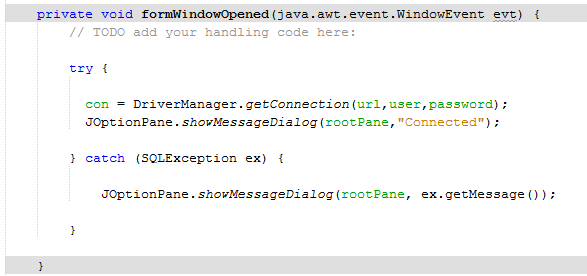 private void formWindowOpened(java.awt.event.WindowEvent evt) {
// TODO add your handling code here:
try {
con = DriverManager.getConnection(url,user,password);
JOptionPane.showMessageDialog(rootPane,"Connected");
} catch (SQLException ex) {
JOptionPane.showMessageDialog(rootPane, ex.getMessage());
}
}